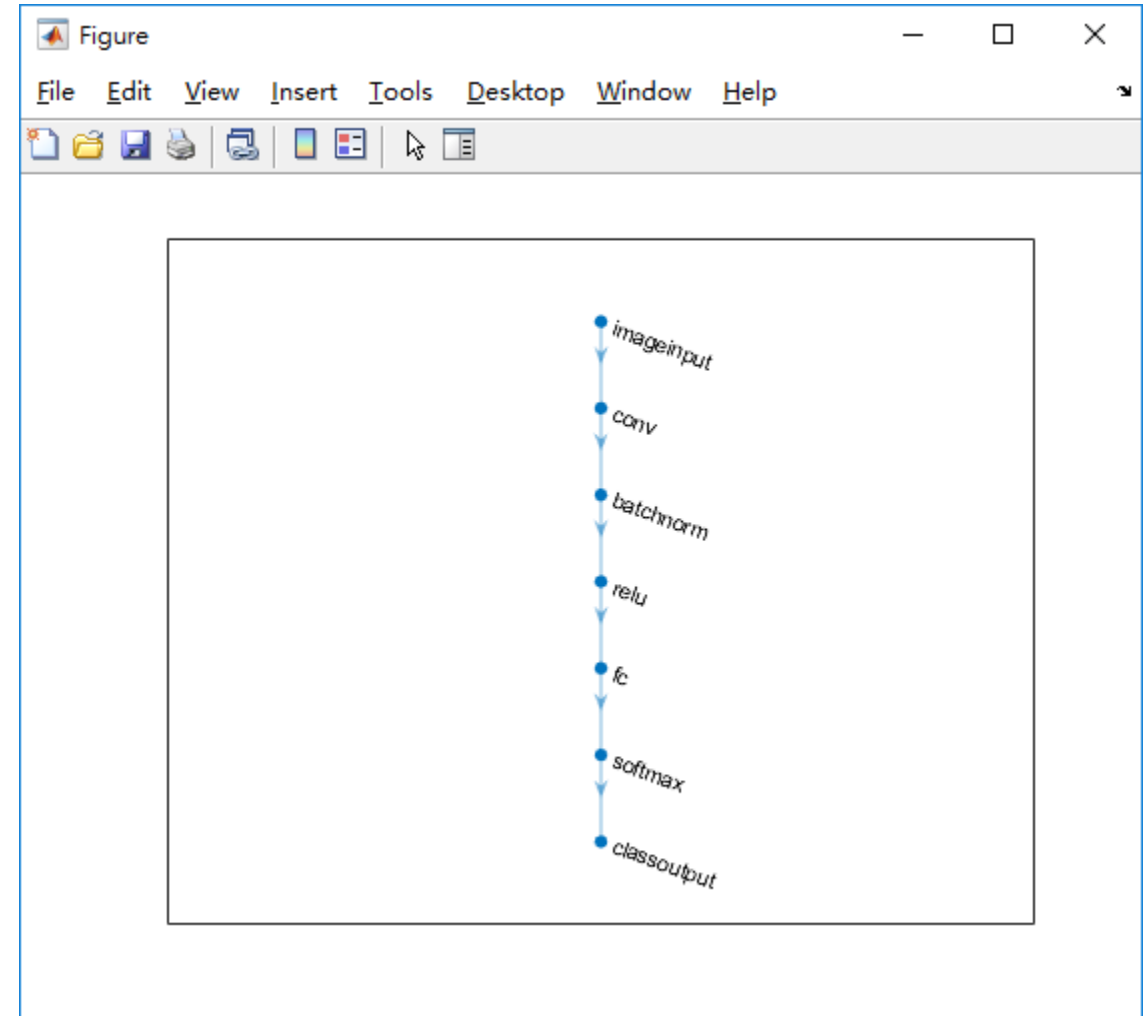 Figure
File Edit View Insert Tools Desktop Window Help
imageinput
conv
batchnorm
relu
fc
softmax
classoutput